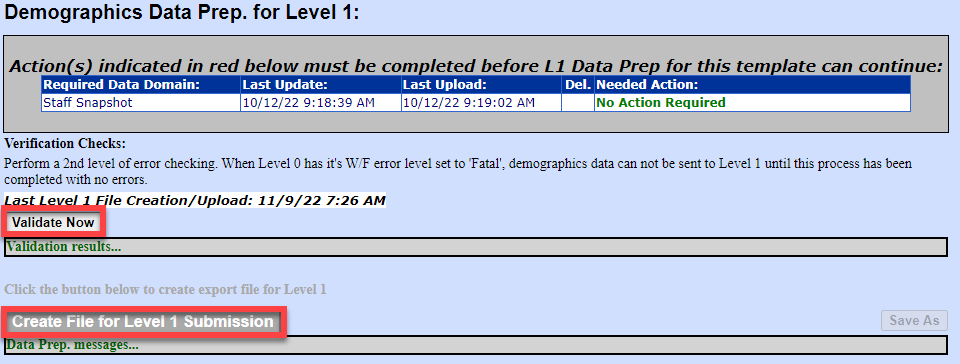 Demographics Data Prep. for Level 1:
Action(s) indicated in red below must be completed before L1 Data Prep for this template can continue:
Required Data Domain: Last Update: Last Upload: Del. Needed Action:
Staff Snapshot 10/12/22 9:18:39 AM 10/12/22 9:19:02 AM No Action Required
Verification Checks:
Perform a 2nd level of error checking. When Level 0 has it's W/F error level set to 'Fatal', demographics data can not be sent to Level 1 until this process has been
completed with no errors.
Last Level 1 File Creation/Upload: 11/9/22 7:26 AM
Validate Now
Validation results...
Click the button below to create export file for Level 1
Create File for Level 1 Submission Save As
Data Prep. messages...